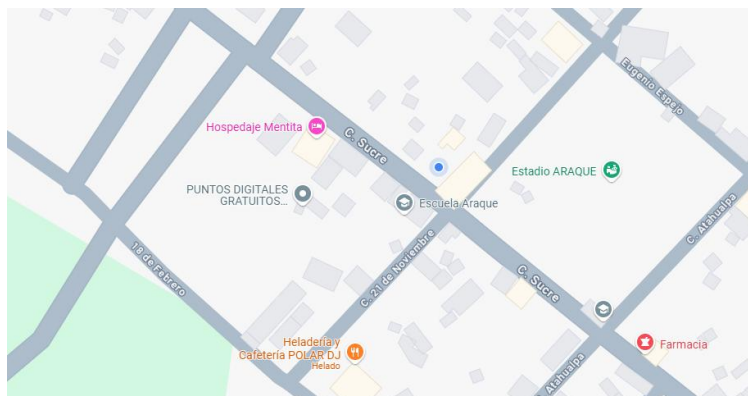 Eugenio Espejo
Hospedaje Mentita
C. Sucre
Estadio ARAQUE
PUNTOS DIGITALES
GRATUITOS...
Escuela Araque
C. Atahualpa
18 de Febrero
C. 21 de Noviembre
C. Sucre
Heladería y
Cafetería POLAR DJ
Helado
Farmacia
Atahualpa